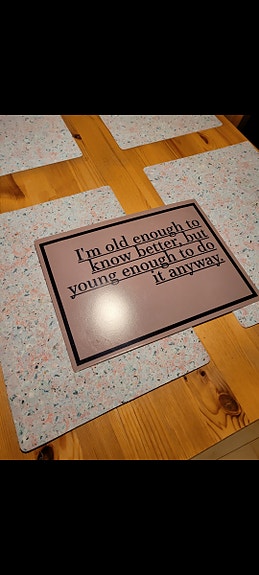 I'm old enough to
know better, but
young enough to do
it anyway.